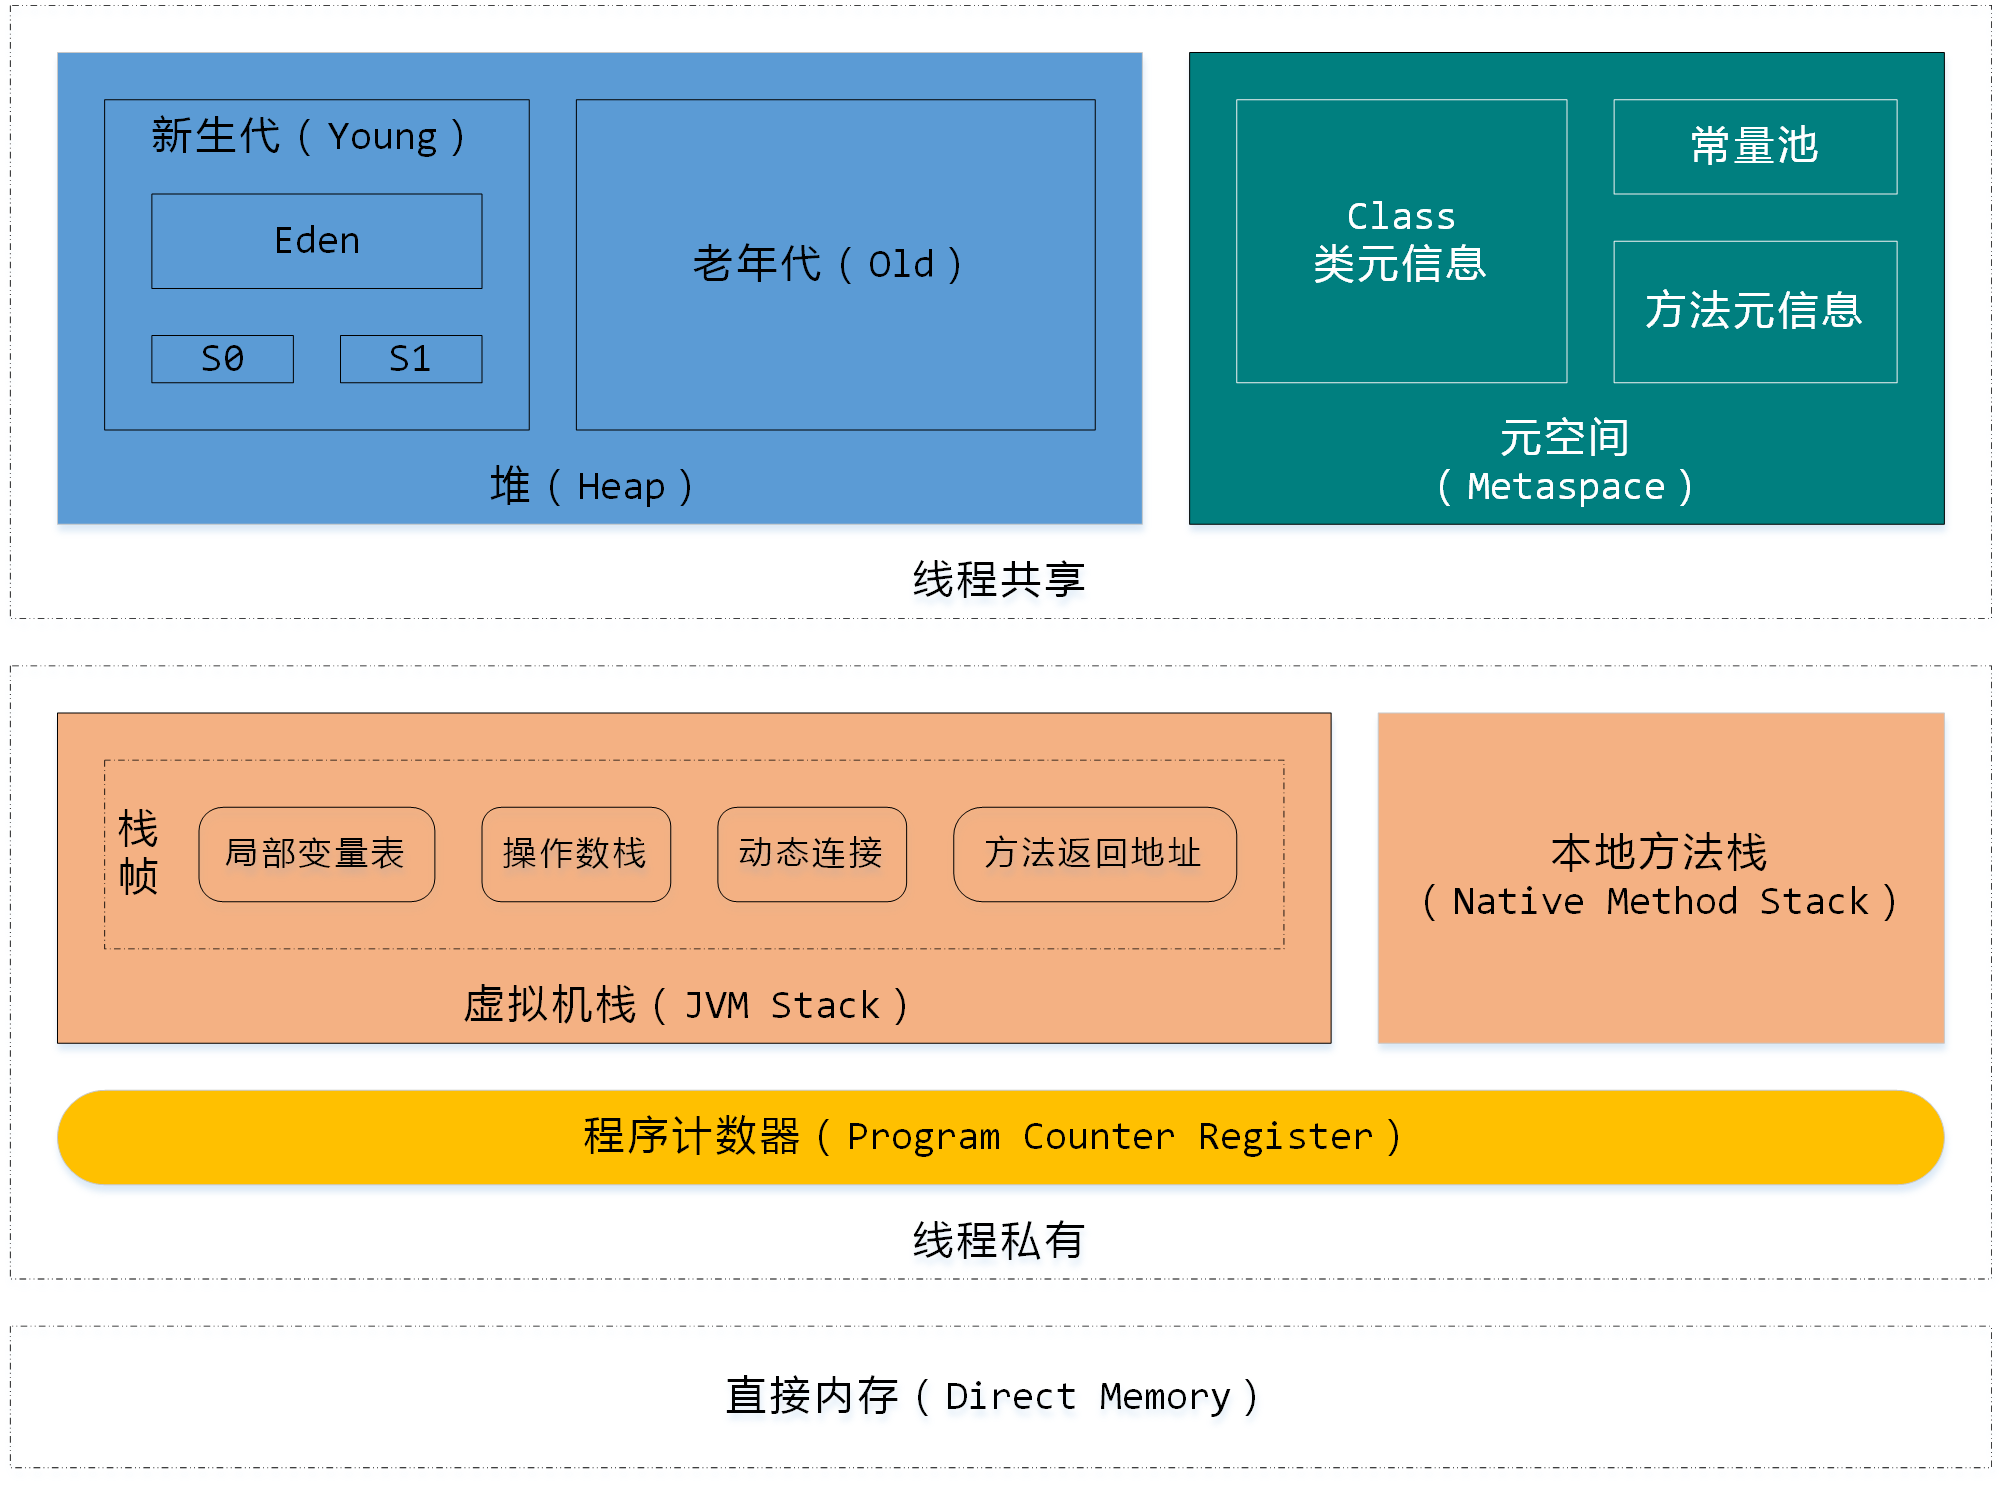 新生代（Young）
Eden
S0
S1
老年代（Old）
堆（Heap）
Class
类元信息
常量池
方法元信息
元空间
（Metaspace）
线程共享
栈
帧
局部变量表
操作数栈
动态连接
方法返回地址
虚拟机栈（JVM Stack）
本地方法栈
（Native Method Stack）
程序计数器（Program Counter Register）
线程私有
直接内存（Direct Memory）